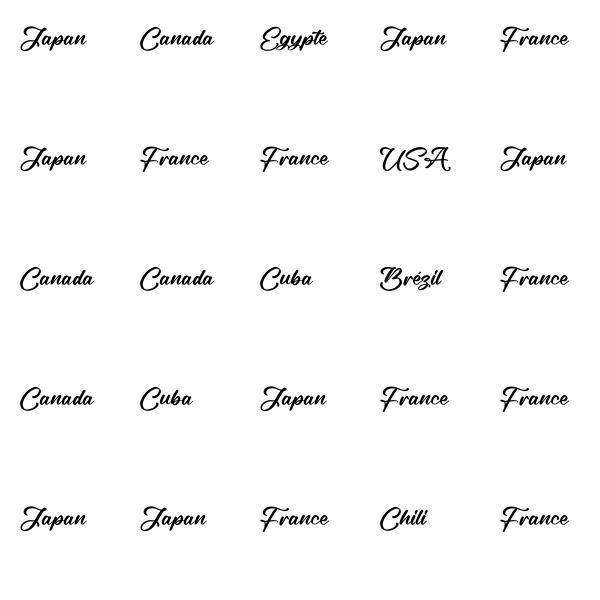 Japan Canada Egypte Japan France
Japan France France USA Japan
Canada Canada Cuba Brézil France
Canada Cuba Japan France France
Japan Japan France Chili France